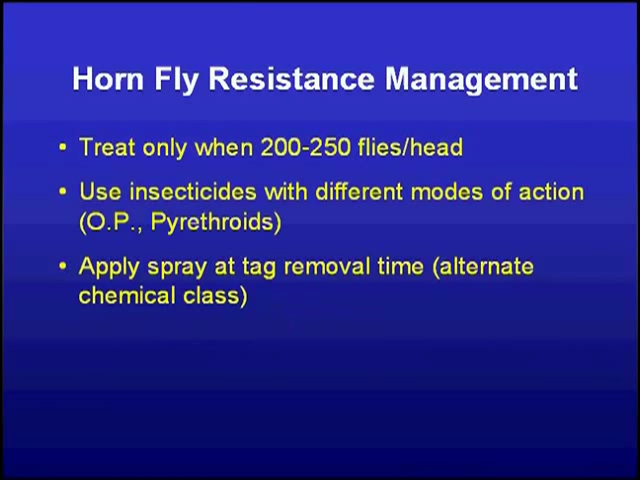 Horn Fly Resistance Management
• Treat only when 200-250 flies/head
• Use insecticides with different modes of action
(O.P., Pyrethroids)
• Apply spray at tag removal time (alternate
chemical class)